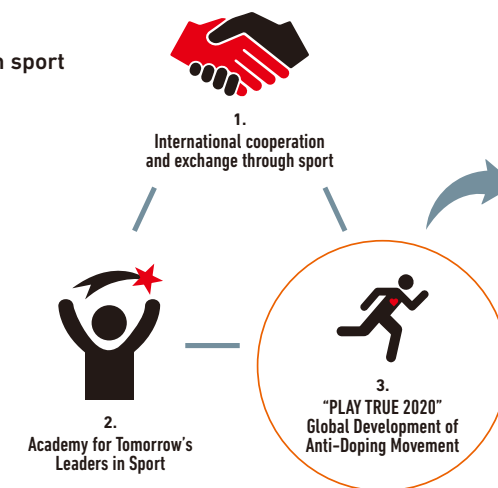 sport
1.
International cooperation
and exchange through sport
2.
Academy for Tomorrow's
Leaders in Sport
3.
“PLAY TRUE 2020”
Global Development of
Anti-Doping Movement